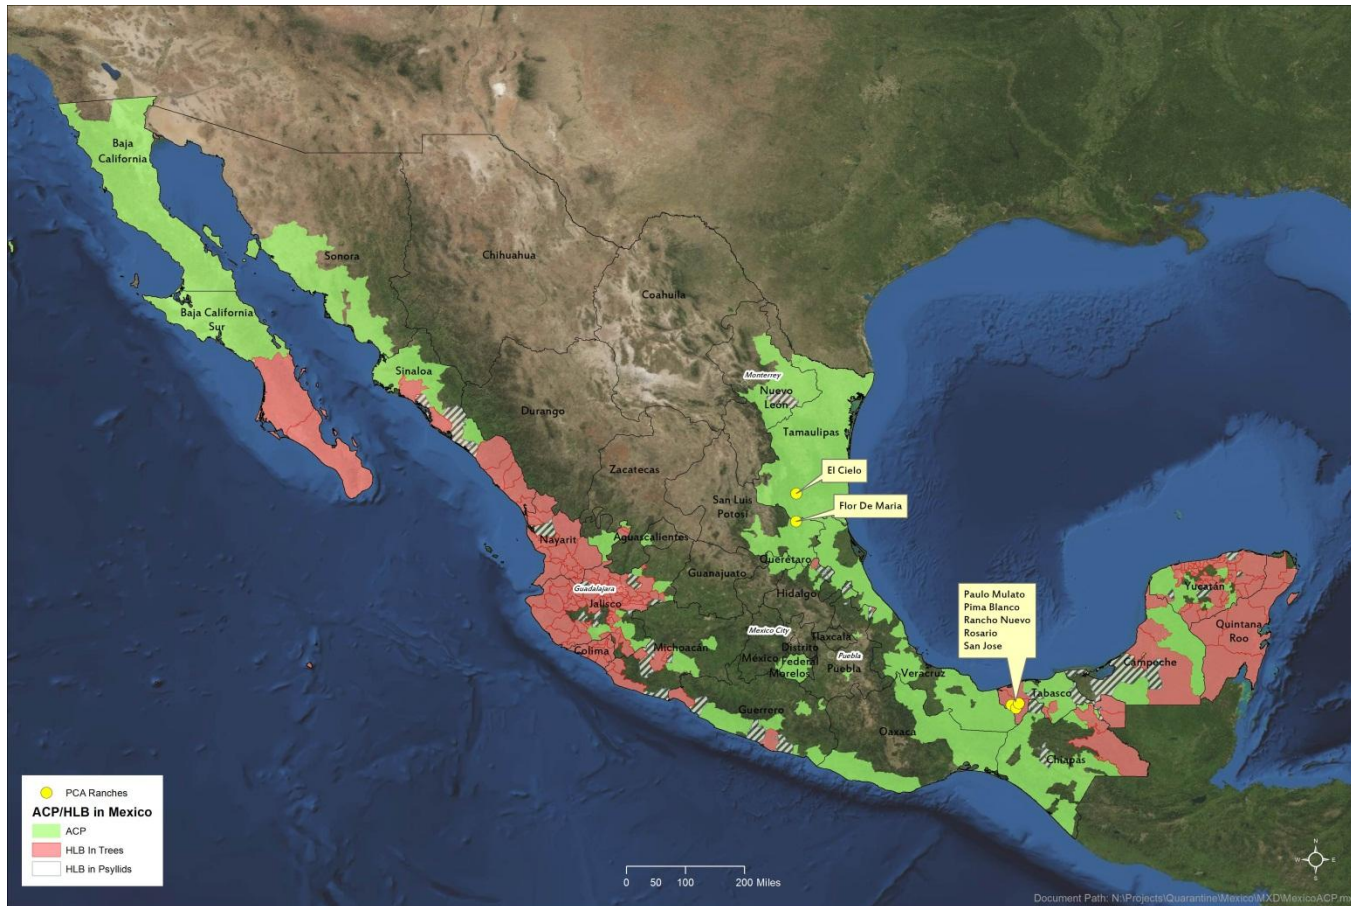 Baja
California
Sonora
Chihuahua
Coahuila
Baja California
Sur
Sinaloa
Monterrey
Nuevo
León
Durango
Tamaulipas
Zacatecas
El Cielo
San Luis
Potosí
Flor De Maria
Nayarit
Aguascalientes
Querétaro
Guanajuato
Guadalajara
Hidalgo
Jalisco
Yucatán
Paulo Mulato
Pima Blanco
Rancho Nuevo
Rosario
San Jose
Quintana
Roo
Mexico City
Tlaxcala
Colima
Michoacán
Distrito
Federal
México
Morelos
Puebla
Puebla
Veracruz
Campeche
Tabasco
Guerrero
Oaxaca
Chiapas
PCA Ranches
ACP/HLB in Mexico
ACP
HLB In Trees
HLB in Psyllids
0 50 100 200 Miles
N
W E
S
Document Path: N:\Projects\Quarantine\Mexico\MXD\MexicoACP.mx